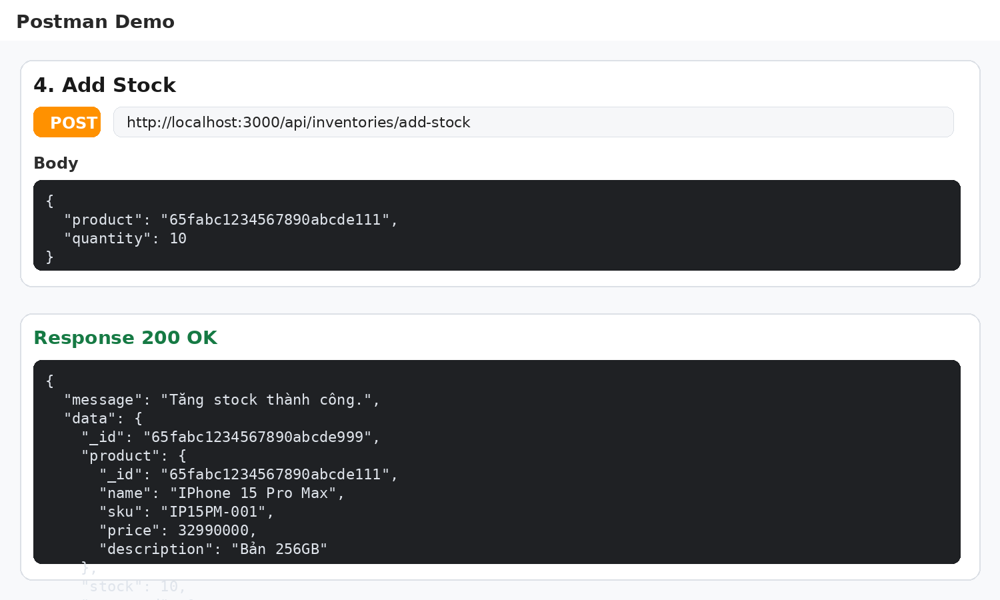 Postman Demo
4. Add Stock
POST http://localhost:3000/api/inventories/add-stock
Body
{
  "product": "65fabc1234567890abcde111",
  "quantity": 10
}
Response 200 OK
{
  "message": "Tăng stock thành công.",
  "data": {
    "_id": "65fabc1234567890abcde999",
    "product": {
      "_id": "65fabc1234567890abcde111",
      "name": "IPhone 15 Pro Max",
      "sku": "IP15PM-001",
      "price": 32990000,
      "description": "Bản 256GB"
    },
    "stock": 10,